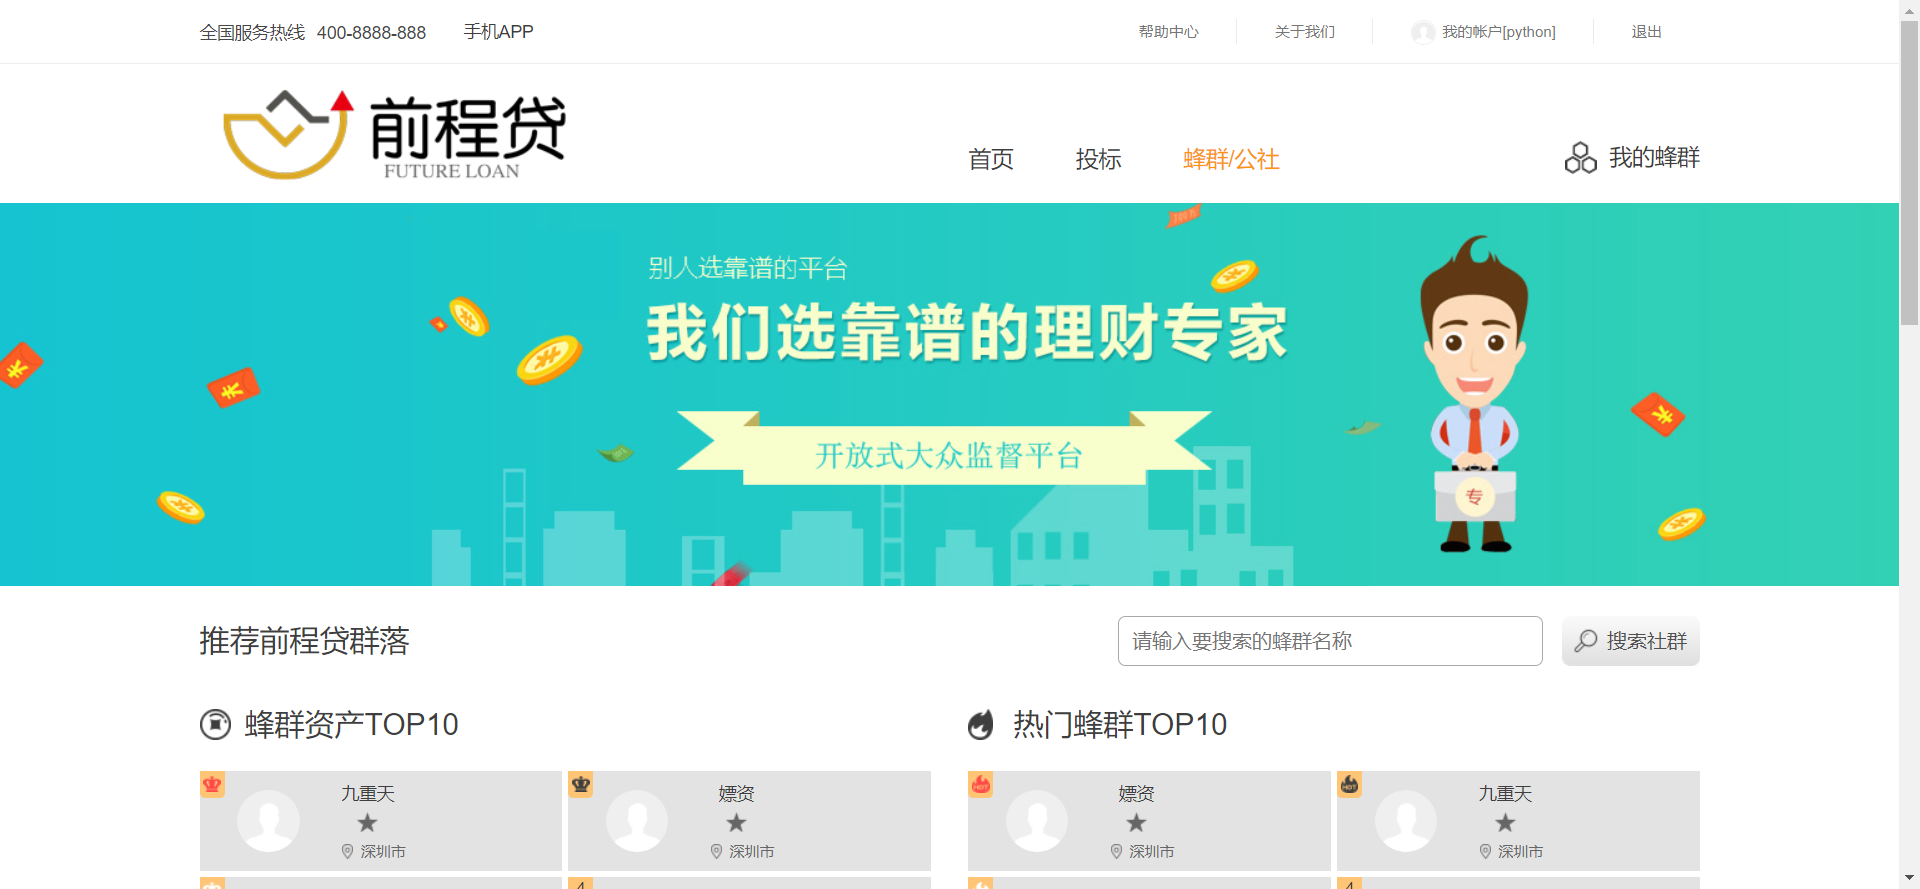 全国服务热线 400-8888-888 手机APP
帮助中心 关于我们 我的帐户[python] 退出
前程贷
FUTURE LOAN
首页 投标 蜂群/公社 我的蜂群
别人选靠谱的平台
我们选靠谱的理财专家
开放式大众监督平台
专
推荐前程贷群落
请输入要搜索的蜂群名称 搜索社群
蜂群资产TOP10 热门蜂群TOP10
九重天 嫖资 HOT 嫖资 HOT 九重天
深圳市 深圳市 深圳市 深圳市
4 4